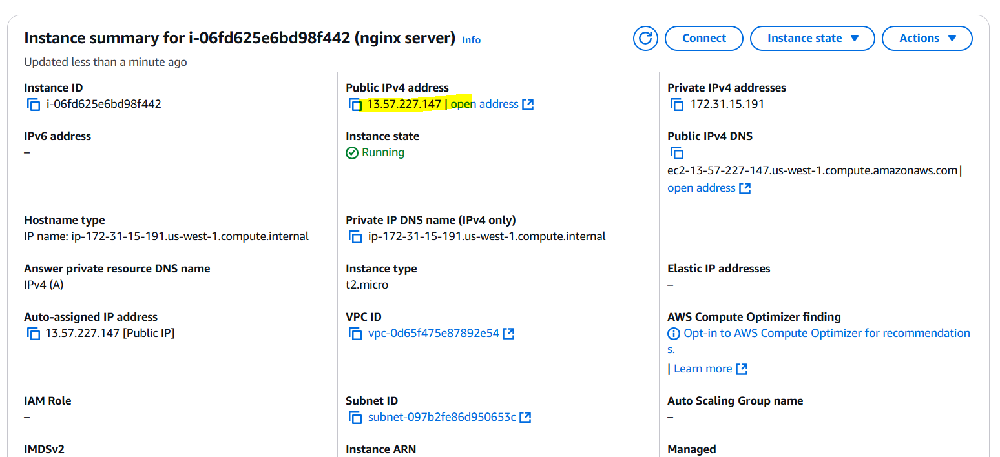 Instance summary for i-06fd625e6bd98f442 (nginx server) Info
Connect
Instance state
Actions
Updated less than a minute ago
Instance ID
i-06fd625e6bd98f442
Public IPv4 address
13.57.227.147 | open address
Private IPv4 addresses
172.31.15.191
IPv6 address
–
Instance state
Running
Public IPv4 DNS
ec2-13-57-227-147.us-west-1.compute.amazonaws.com |
open address
Hostname type
IP name: ip-172-31-15-191.us-west-1.compute.internal
Private IP DNS name (IPv4 only)
ip-172-31-15-191.us-west-1.compute.internal
Answer private resource DNS name
IPv4 (A)
Instance type
t2.micro
Elastic IP addresses
–
Auto-assigned IP address
13.57.227.147 [Public IP]
VPC ID
vpc-0d65f475e87892e54
AWS Compute Optimizer finding
Opt-in to AWS Compute Optimizer for recommendation
s.
| Learn more
IAM Role
–
Subnet ID
subnet-097b2fe86d950653c
Auto Scaling Group name
–
IMDSv2
Instance ARN
Managed